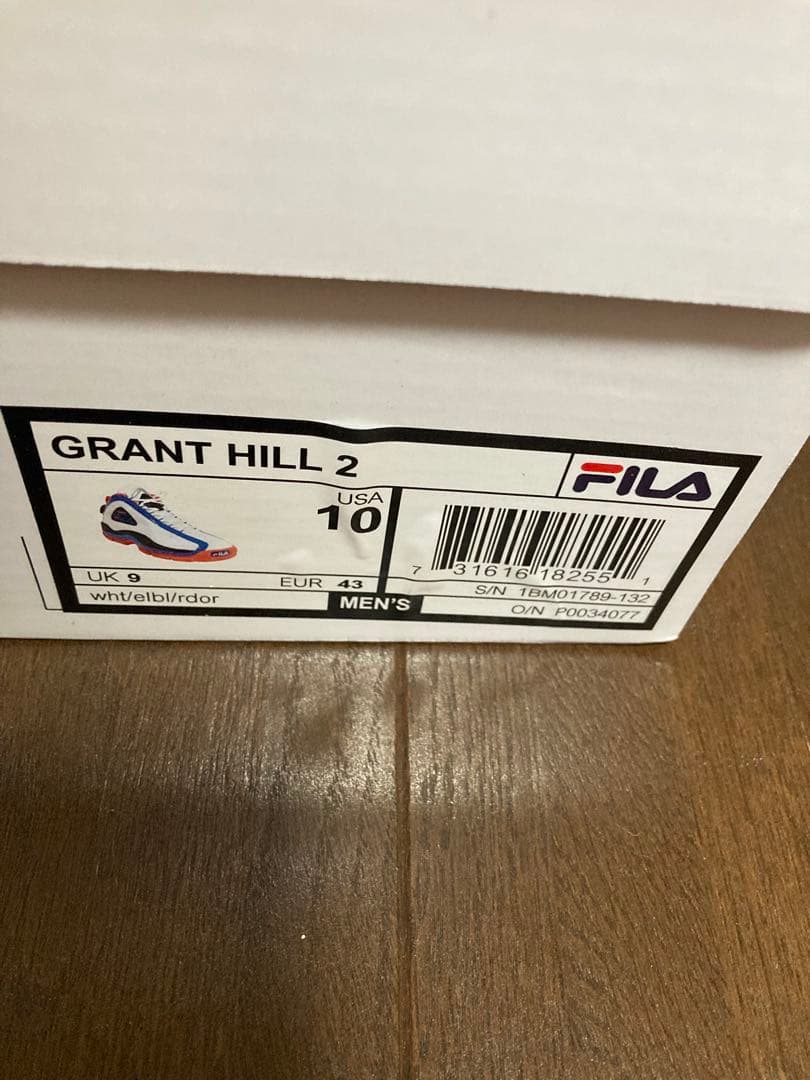 GRANT HILL 2
FILA
USA
10
UK 9
EUR 43
wht/elbl/rdor
MEN'S
7 31616 18255 1
S/N 1BM01789-132
O/N P0034077